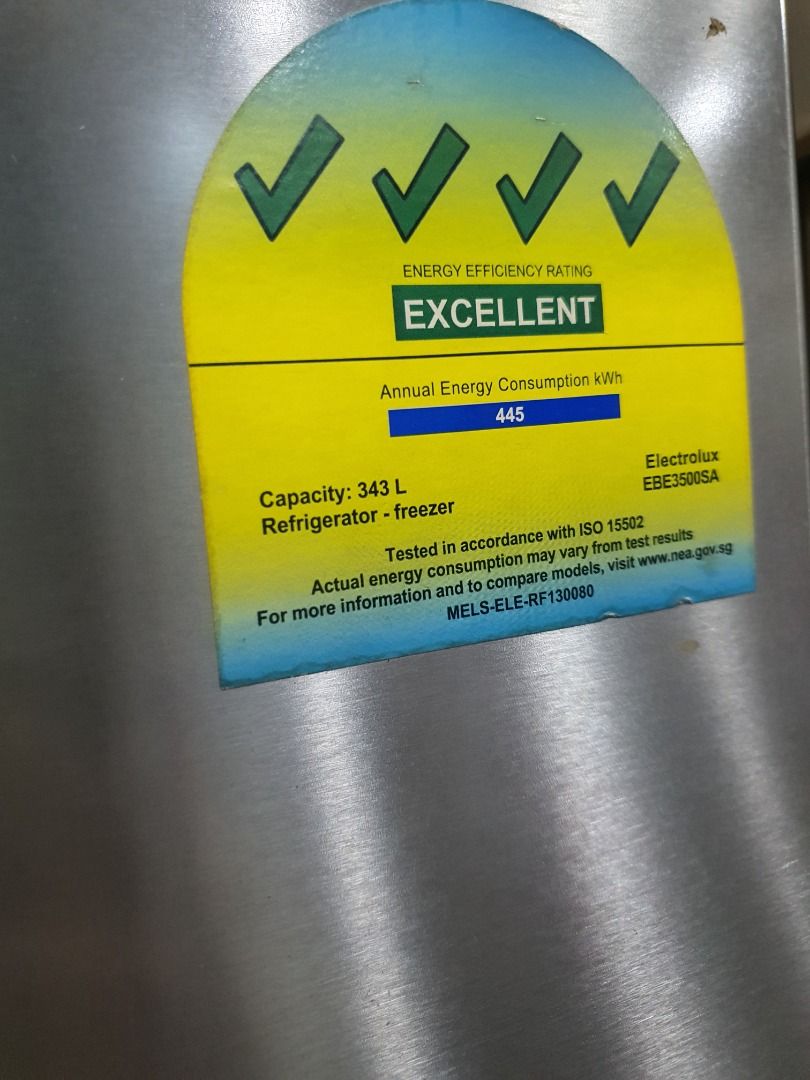 ENERGY EFFICIENCY RATING
EXCELLENT
Annual Energy Consumption kWh
445
Electrolux
EBE3500SA
Capacity: 343 L
Refrigerator - freezer
Tested in accordance with ISO 15502
Actual energy consumption may vary from test results
For more information and to compare models, visit www.nea.gov.sg
MELS-ELE-RF130080